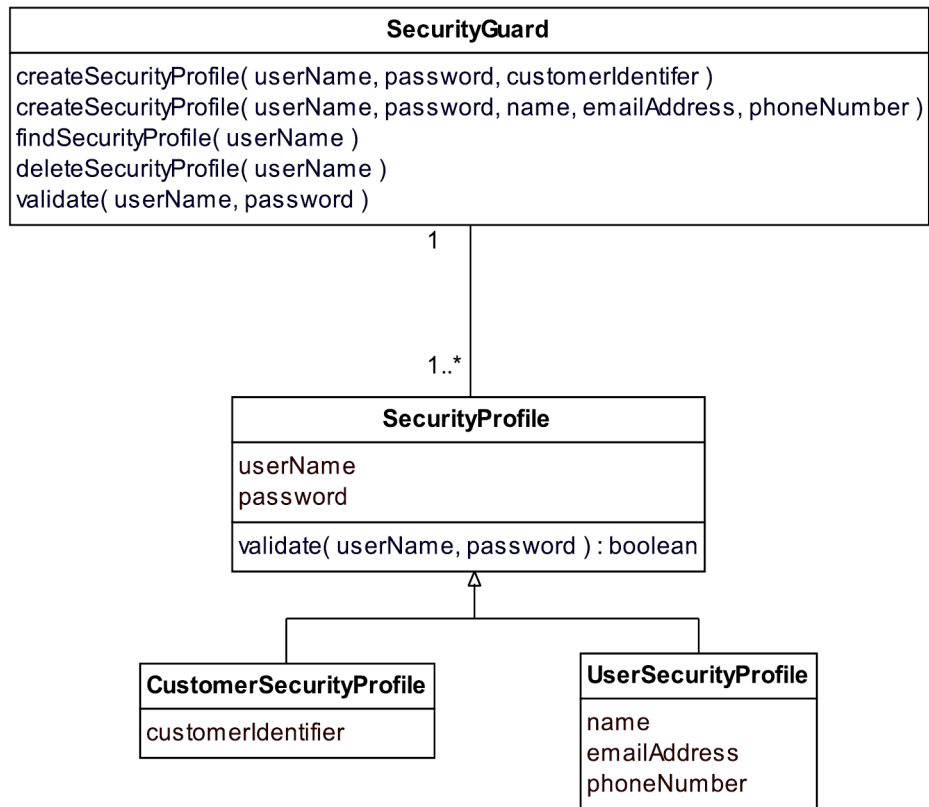 SecurityGuard
createSecurityProfile( userName, password, customerIdentifer )
createSecurityProfile( userName, password, name, emailAddress, phoneNumber )
findSecurityProfile( userName )
deleteSecurityProfile( userName )
validate( userName, password )
1
1..*
SecurityProfile
userName
password
validate( userName, password ) : boolean
CustomerSecurityProfile
customerIdentifier
UserSecurityProfile
name
emailAddress
phoneNumber